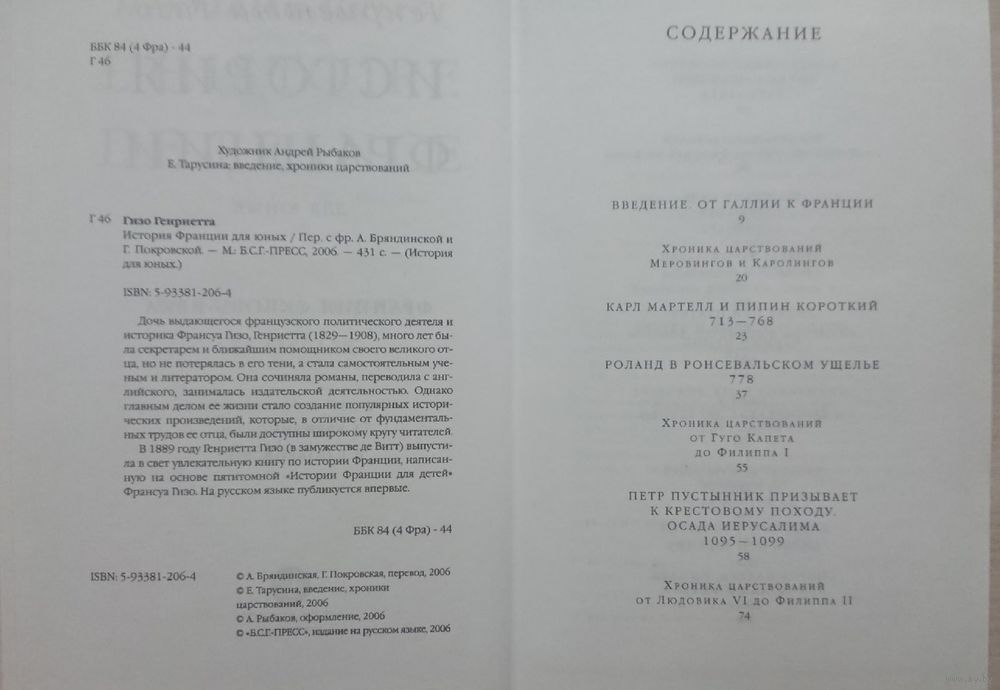 ББК 84 (4 Фра) - 44
Г 46
Художник Андрей Рыбаков
Е. Тарусина: введение, хроники царствований
Г 46 Гизо Генриетта
История Франции для юных / Пер. с фр. А. Бряндинской и
Г. Покровской. — М.: Б.С.Г.-ПРЕСС, 2006. — 431 с. — (История
для юных.)
ISBN: 5-93381-206-4
Дочь выдающегося французского политического деятеля и
историка Франсуа Гизо, Генриетта (1829—1908), много лет бы-
ла секретарем и ближайшим помощником своего великого от-
ца, но не потерялась в его тени, а стала самостоятельным уче-
ным и литератором. Она сочиняла романы, переводила с анг-
лийского, занималась издательской деятельностью. Однако
главным делом ее жизни стало создание популярных истори-
ческих произведений, которые, в отличие от фундаменталь-
ных трудов ее отца, были доступны широкому кругу читателей.
В 1889 году Генриетта Гизо (в замужестве де Витт) выпусти-
ла в свет увлекательную книгу по истории Франции, написан-
ную на основе пятитомной «Истории Франции для детей»
Франсуа Гизо. На русском языке публикуется впервые.
ББК 84 (4 Фра) - 44
ISBN: 5-93381-206-4
© А. Бряндинская, Г. Покровская, перевод, 2006
© Е. Тарусина, введение, хроники
царствований, 2006
© А. Рыбаков, оформление, 2006
© «Б.С.Г.-ПРЕСС», издание на русском языке, 2006
СОДЕРЖАНИЕ
ВВЕДЕНИЕ. ОТ ГАЛЛИИ К ФРАНЦИИ
9
Хроника царствований
Меровингов и Каролингов
20
КАРЛ МАРТЕЛЛ И ПИПИН КОРОТКИЙ
713—768
23
РОЛАНД В РОНСЕВАЛЬСКОМ УЩЕЛЬЕ
778
37
Хроника царствований
от Гуго Капета
до Филиппа I
55
ПЕТР ПУСТЫННИК ПРИЗЫВАЕТ
К КРЕСТОВОМУ ПОХОДУ.
ОСАДА ИЕРУСАЛИМА
1095—1099
58
Хроника царствований
от Людовика VI до Филиппа II
74